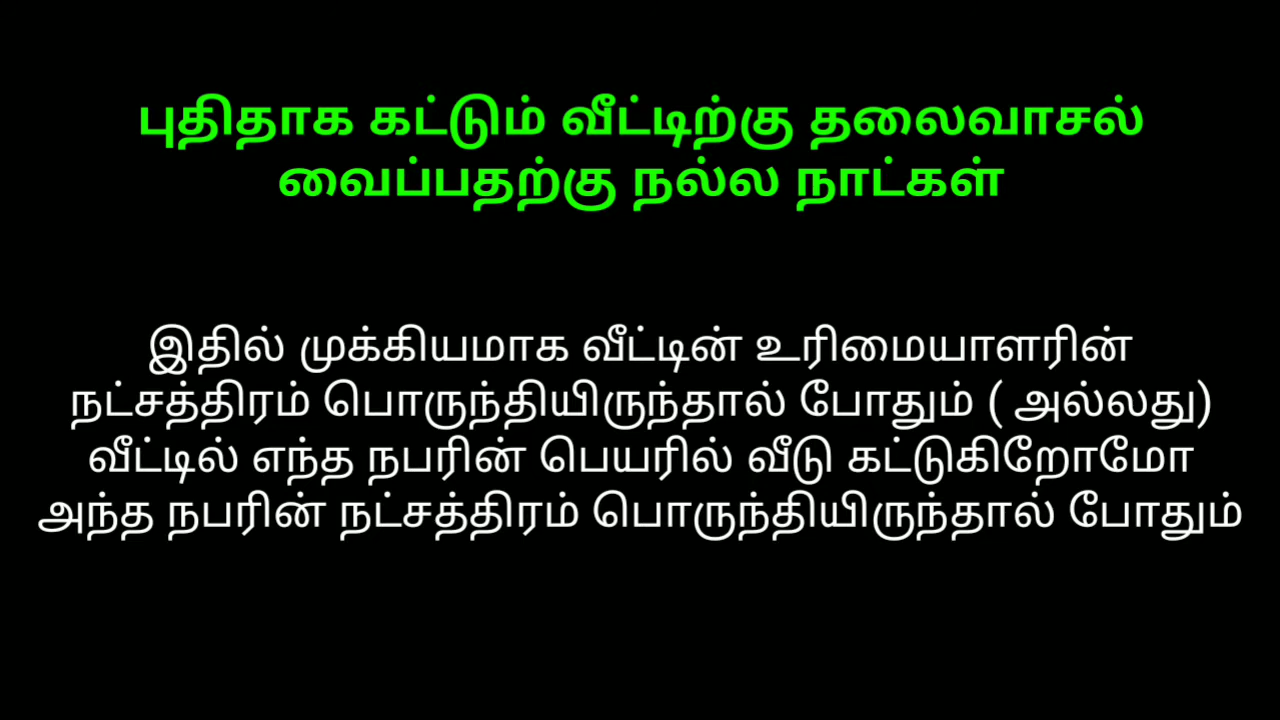 புதிதாக கட்டும் வீட்டிற்கு தலைவாசல்
வைப்பதற்கு நல்ல நாட்கள்
இதில் முக்கியமாக வீட்டின் உரிமையாளரின்
நட்சத்திரம் பொருந்தியிருந்தால் போதும் ( அல்லது)
வீட்டில் எந்த நபரின் பெயரில் வீடு கட்டுகிறோமோ
அந்த நபரின் நட்சத்திரம் பொருந்தியிருந்தால் போதும்